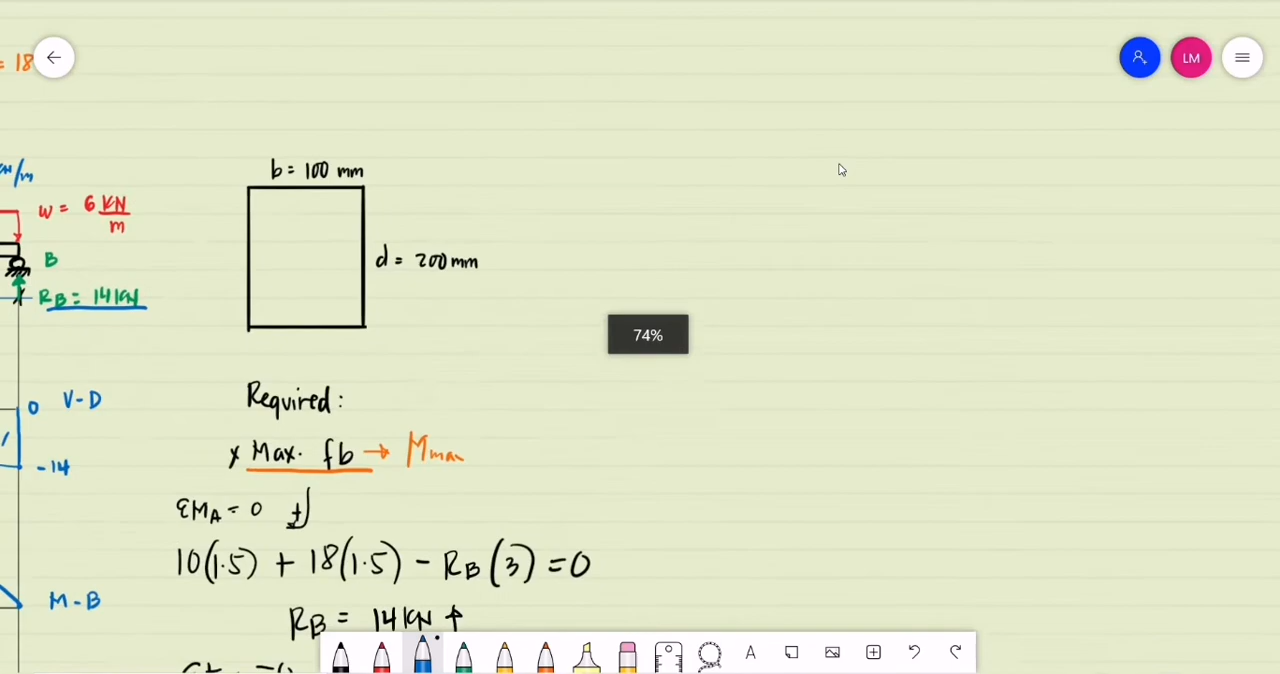 = 18
LM
b = 100 mm
KN/m
w = 6 KN/m
d = 200 mm
B
RB = 14 KN
74%
Required:
0 V-D
x Max. fb → Mmax
-14
ΣMA = 0 +
10(1.5) + 18(1.5) - RB(3) = 0
M-B
RB = 14 KN ↑
A